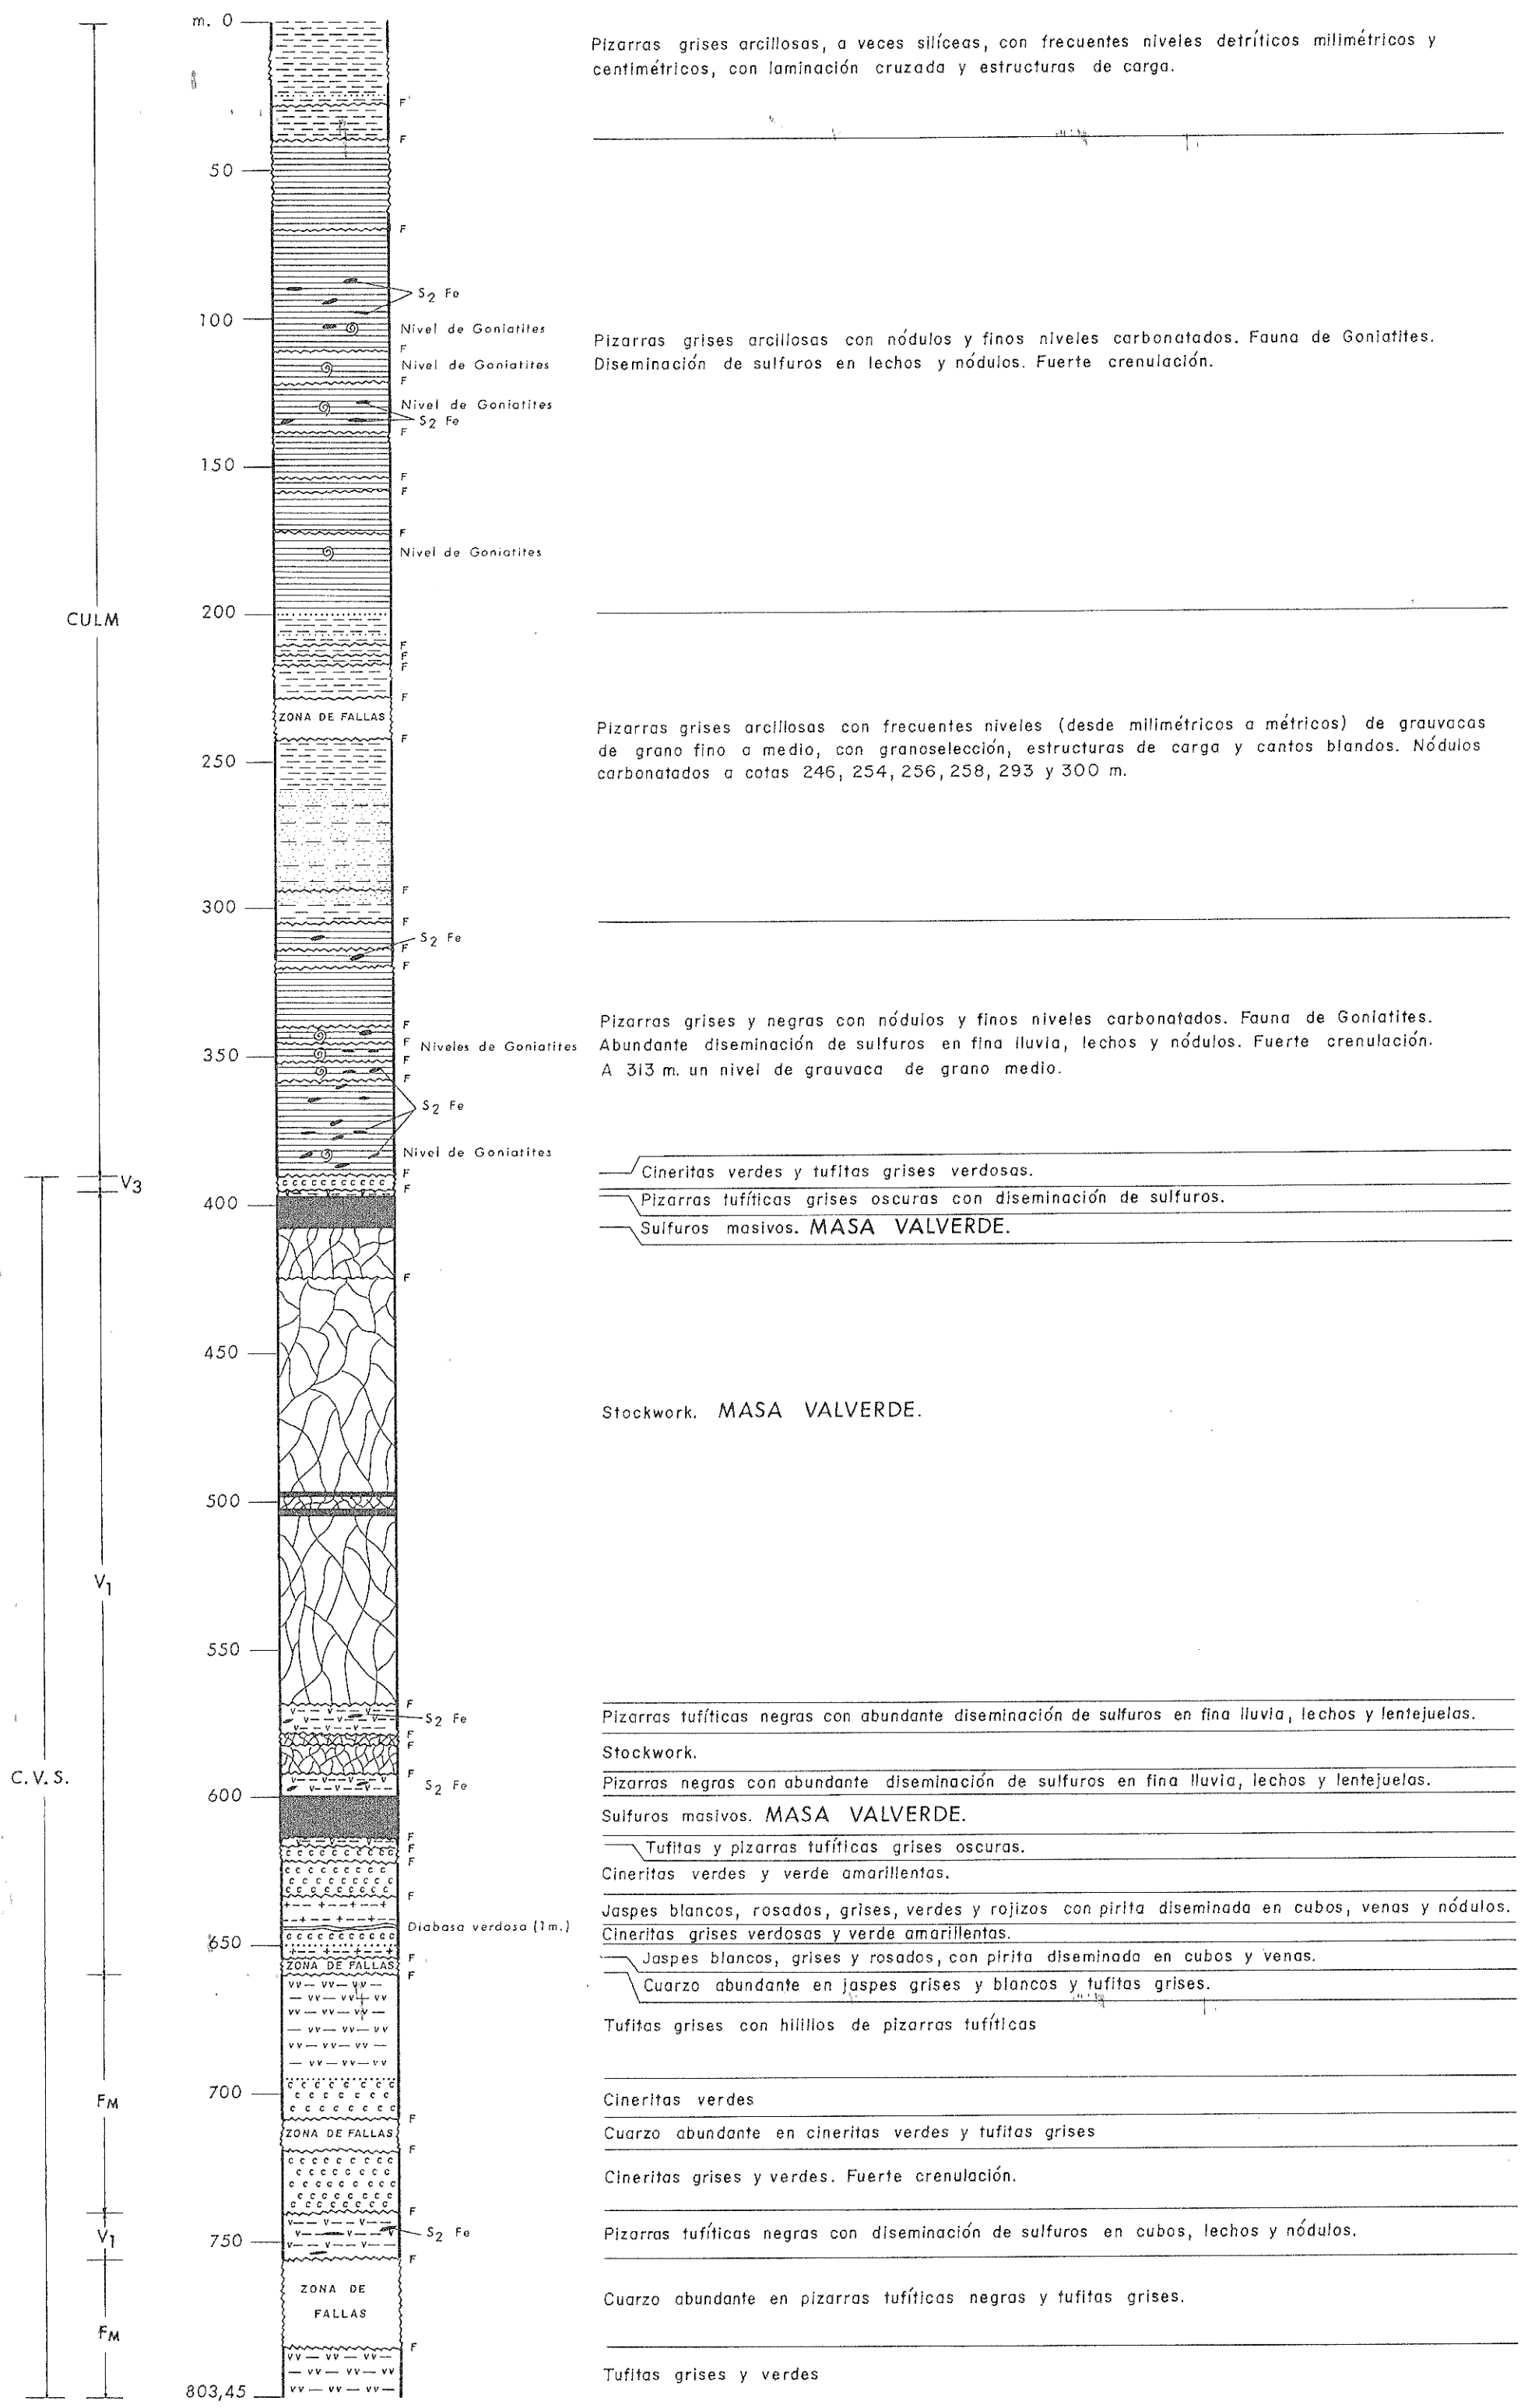 m. 0
Pizarras grises arcillosas, a veces silíceas, con frecuentes niveles detríticos milimétricos y
centimétricos, con laminación cruzada y estructuras de carga.
F
F
50
F
S2 Fe
100
Nivel de Goniatites
F
Nivel de Goniatites
F
Nivel de Goniatites
S2 Fe
F
Pizarras grises arcillosas con nódulos y finos niveles carbonatados. Fauna de Goniatites.
Diseminación de sulfuros en lechos y nódulos. Fuerte crenulación.
150
F
F
F
Nivel de Goniatites
200
CULM
F
F
F
F
ZONA DE FALLAS
F
Pizarras grises arcillosas con frecuentes niveles (desde milimétricos a métricos) de grauvacas
de grano fino a medio, con granoselección, estructuras de carga y cantos blandos. Nódulos
carbonatados a cotas 246, 254, 256, 258, 293 y 300 m.
250
F
300
F
S2 Fe
F
F
F
F
Niveles de Goniatites
350
F
F
S2 Fe
Nivel de Goniatites
Pizarras grises y negras con nódulos y finos niveles carbonatados. Fauna de Goniatites.
Abundante diseminación de sulfuros en fina lluvia, lechos y nódulos. Fuerte crenulación.
A 313 m. un nivel de grauvaca de grano medio.
F
Cineritas verdes y tufitas grises verdosas.
V3
c c c c c c c c
F
Pizarras tufíticas grises oscuras con diseminación de sulfuros.
400
Sulfuros masivos. MASA VALVERDE.
F
450
Stockwork. MASA VALVERDE.
500
V1
550
F
Pizarras tufíticas negras con abundante diseminación de sulfuros en fina lluvia, lechos y lentejuelas.
S2 Fe
F
F
Stockwork.
C. V. S.
F
S2 Fe
Pizarras negras con abundante diseminación de sulfuros en fina lluvia, lechos y lentejuelas.
600
Sulfuros masivos. MASA VALVERDE.
F
F
Tufitas y pizarras tufíticas grises oscuras.
F
Cineritas verdes y verde amarillentas.
F
Jaspes blancos, rosados, grises, verdes y rojizos con pirita diseminada en cubos, venas y nódulos.
Diabasa verdosa (1m.)
Cineritas grises verdosas y verde amarillentas.
650
Jaspes blancos, grises y rosados, con pirita diseminada en cubos y venas.
F
ZONA DE FALLAS
F
Cuarzo abundante en jaspes grises y blancos y tufitas grises.
Tufitas grises con hilillos de pizarras tufíticas
700
FM
Cineritas verdes
F
ZONA DE FALLAS
Cuarzo abundante en cineritas verdes y tufitas grises
F
Cineritas grises y verdes. Fuerte crenulación.
F
V1
S2 Fe
Pizarras tufíticas negras con diseminación de sulfuros en cubos, lechos y nódulos.
750
F
ZONA DE
FALLAS
Cuarzo abundante en pizarras tufíticas negras y tufitas grises.
FM
F
Tufitas grises y verdes
803,45